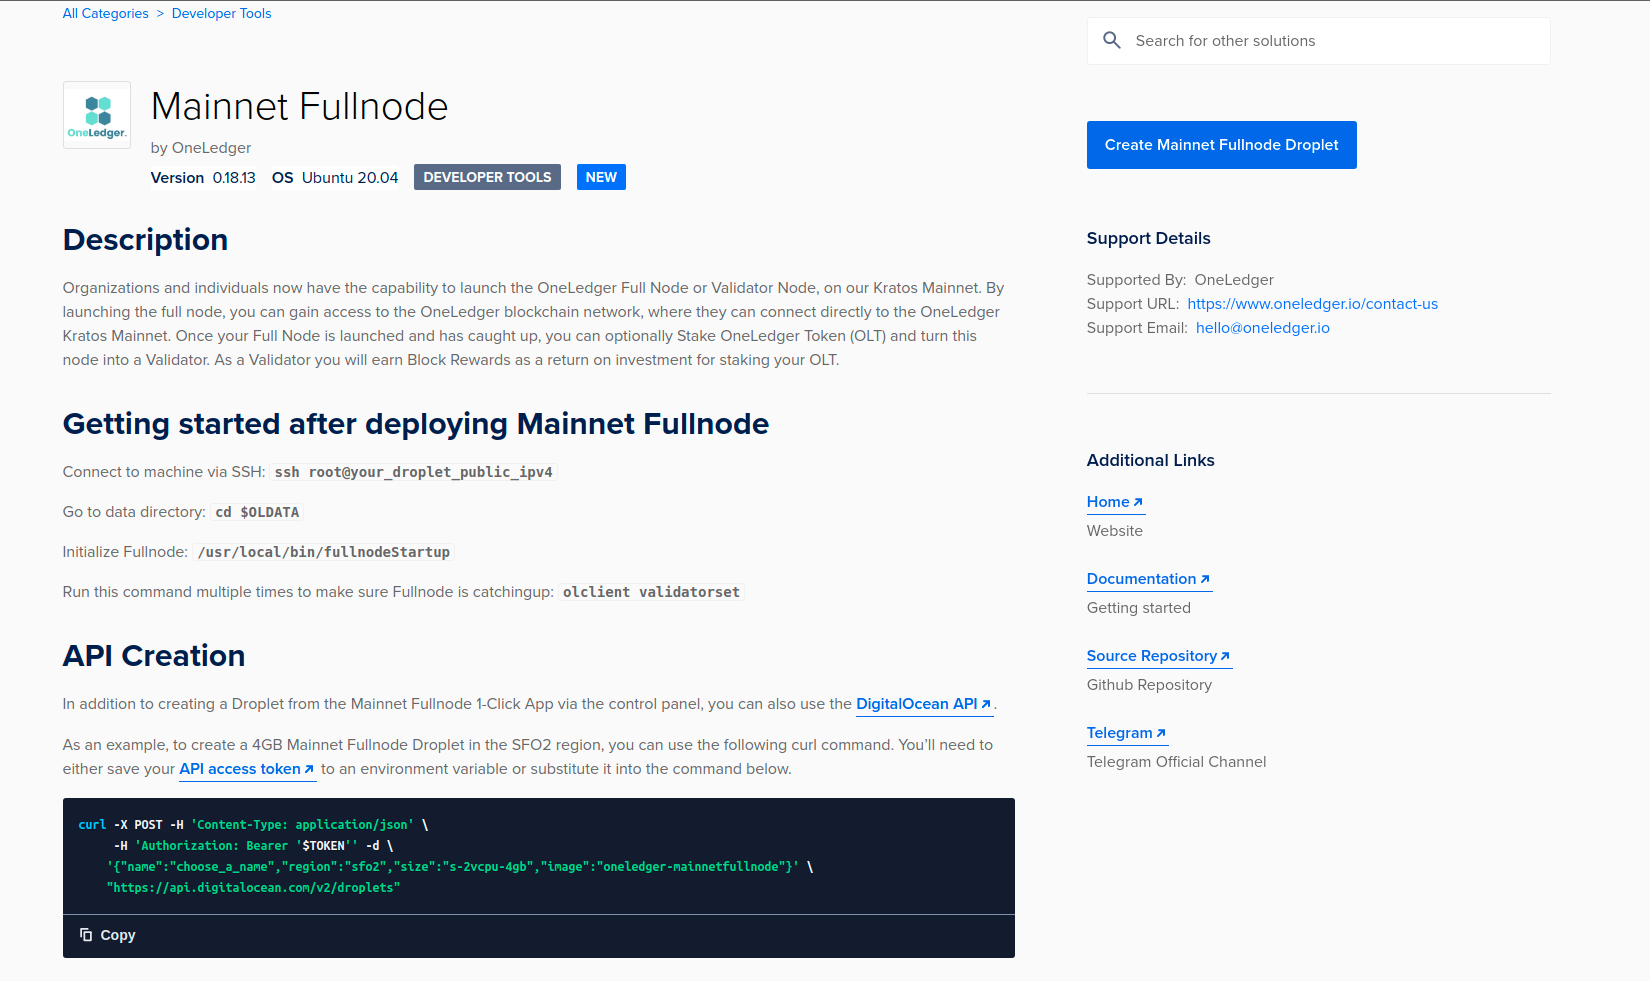 All Categories > Developer Tools
Search for other solutions
OneLedger.
Mainnet Fullnode
by OneLedger
Version 0.18.13 OS Ubuntu 20.04 DEVELOPER TOOLS NEW
Create Mainnet Fullnode Droplet
Description
Organizations and individuals now have the capability to launch the OneLedger Full Node or Validator Node, on our Kratos Mainnet. By
launching the full node, you can gain access to the OneLedger blockchain network, where they can connect directly to the OneLedger
Kratos Mainnet. Once your Full Node is launched and has caught up, you can optionally Stake OneLedger Token (OLT) and turn this
node into a Validator. As a Validator you will earn Block Rewards as a return on investment for staking your OLT.
Getting started after deploying Mainnet Fullnode
Connect to machine via SSH: ssh root@your_droplet_public_ipv4
Go to data directory: cd $OLDATA
Initialize Fullnode: /usr/local/bin/fullnodeStartup
Run this command multiple times to make sure Fullnode is catchingup: olclient validatorset
API Creation
In addition to creating a Droplet from the Mainnet Fullnode 1-Click App via the control panel, you can also use the DigitalOcean API.
As an example, to create a 4GB Mainnet Fullnode Droplet in the SFO2 region, you can use the following curl command. You’ll need to
either save your API access token to an environment variable or substitute it into the command below.
curl -X POST -H 'Content-Type: application/json' \
-H 'Authorization: Bearer '$TOKEN'' -d \
'{"name":"choose_a_name","region":"sfo2","size":"s-2vcpu-4gb","image":"oneledger-mainnetfullnode"}' \
"https://api.digitalocean.com/v2/droplets"
Copy
Support Details
Supported By: OneLedger
Support URL: https://www.oneledger.io/contact-us
Support Email: hello@oneledger.io
Additional Links
Home
Website
Documentation
Getting started
Source Repository
Github Repository
Telegram
Telegram Official Channel